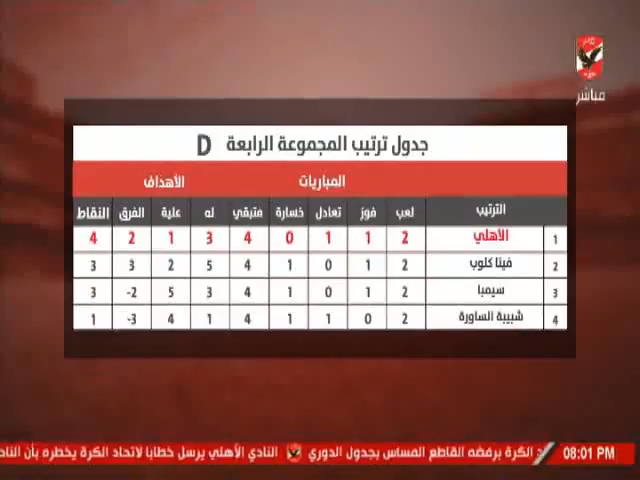 مباشر
جدول ترتيب المجموعة الرابعة D
المباريات الأهداف
الترتيب لعب فوز تعادل خسارة متبقي له علية الفرق النقاط
1 الأهلي 2 1 1 0 4 3 1 2 4
2 فيتا كلوب 2 1 0 1 4 5 2 3 3
3 سيمبا 2 1 0 1 4 3 5 -2 3
4 شبيبة الساورة 2 0 1 1 4 1 4 -3 1
08:01 PM
د الكرة برفضه القاطع المساس بجدول الدوري النادي الأهلي يرسل خطابا لاتحاد الكرة يخطره بأن الناد